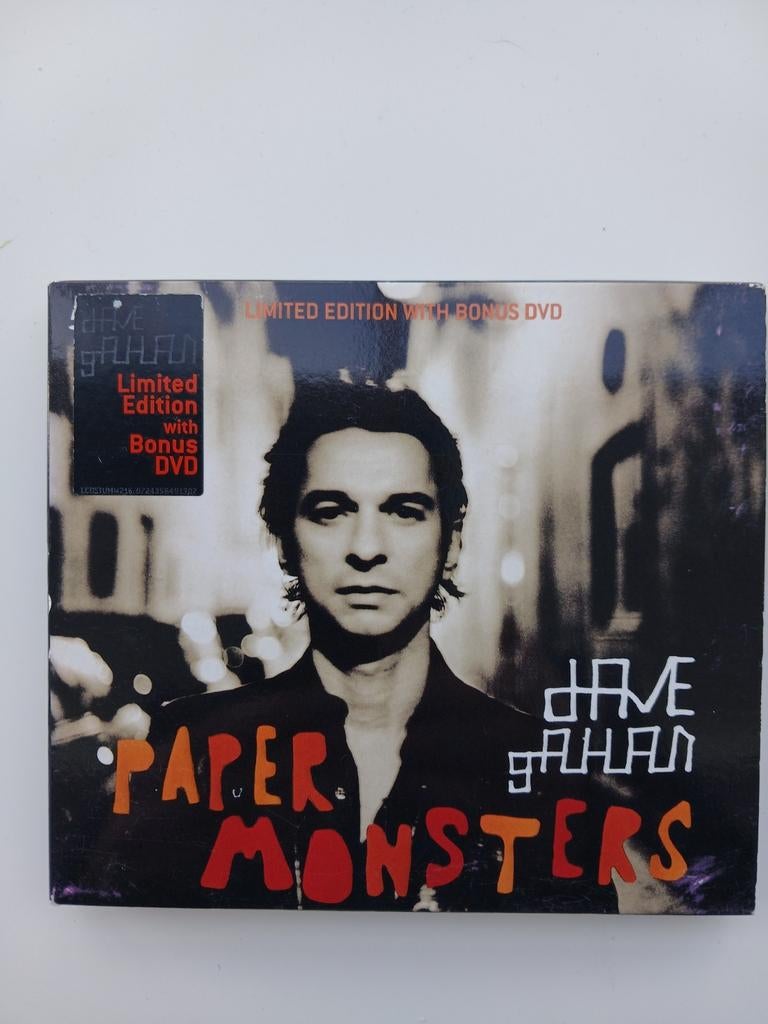 LIMITED EDITION WITH BONUS DVD
dAVE
gAHAN
Limited
Edition
with
Bonus
DVD
dAVE
gAHAN
PAPER
MONSTERS